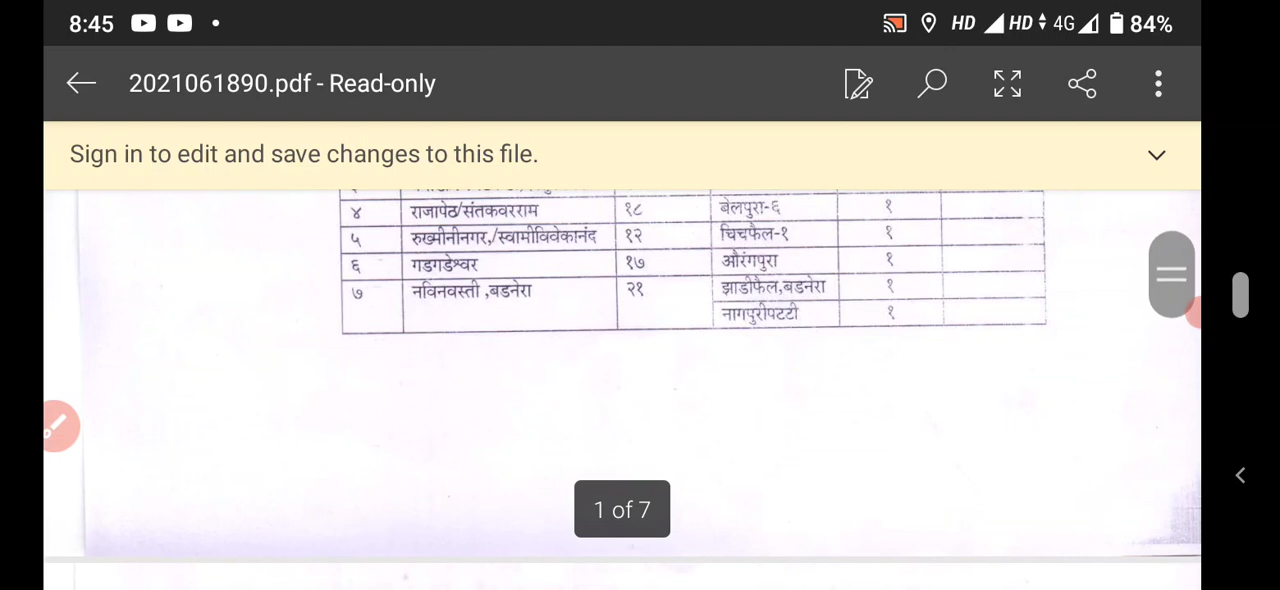 8:45 HD HD 4G 84%
2021061890.pdf - Read-only
Sign in to edit and save changes to this file.
४ राजापेठ/संतकवरराम १८ बेलपुरा-६ १
५ रुख्मीनीनगर,/स्वामीविवेकानंद १२ चिचफैल-१ १
६ गडगडेश्वर १७ औरंगपुरा १
७ नविनवस्ती ,बडनेरा २१ झाडीफैल,बडनेरा १
नागपुरीपटटी १
1 of 7